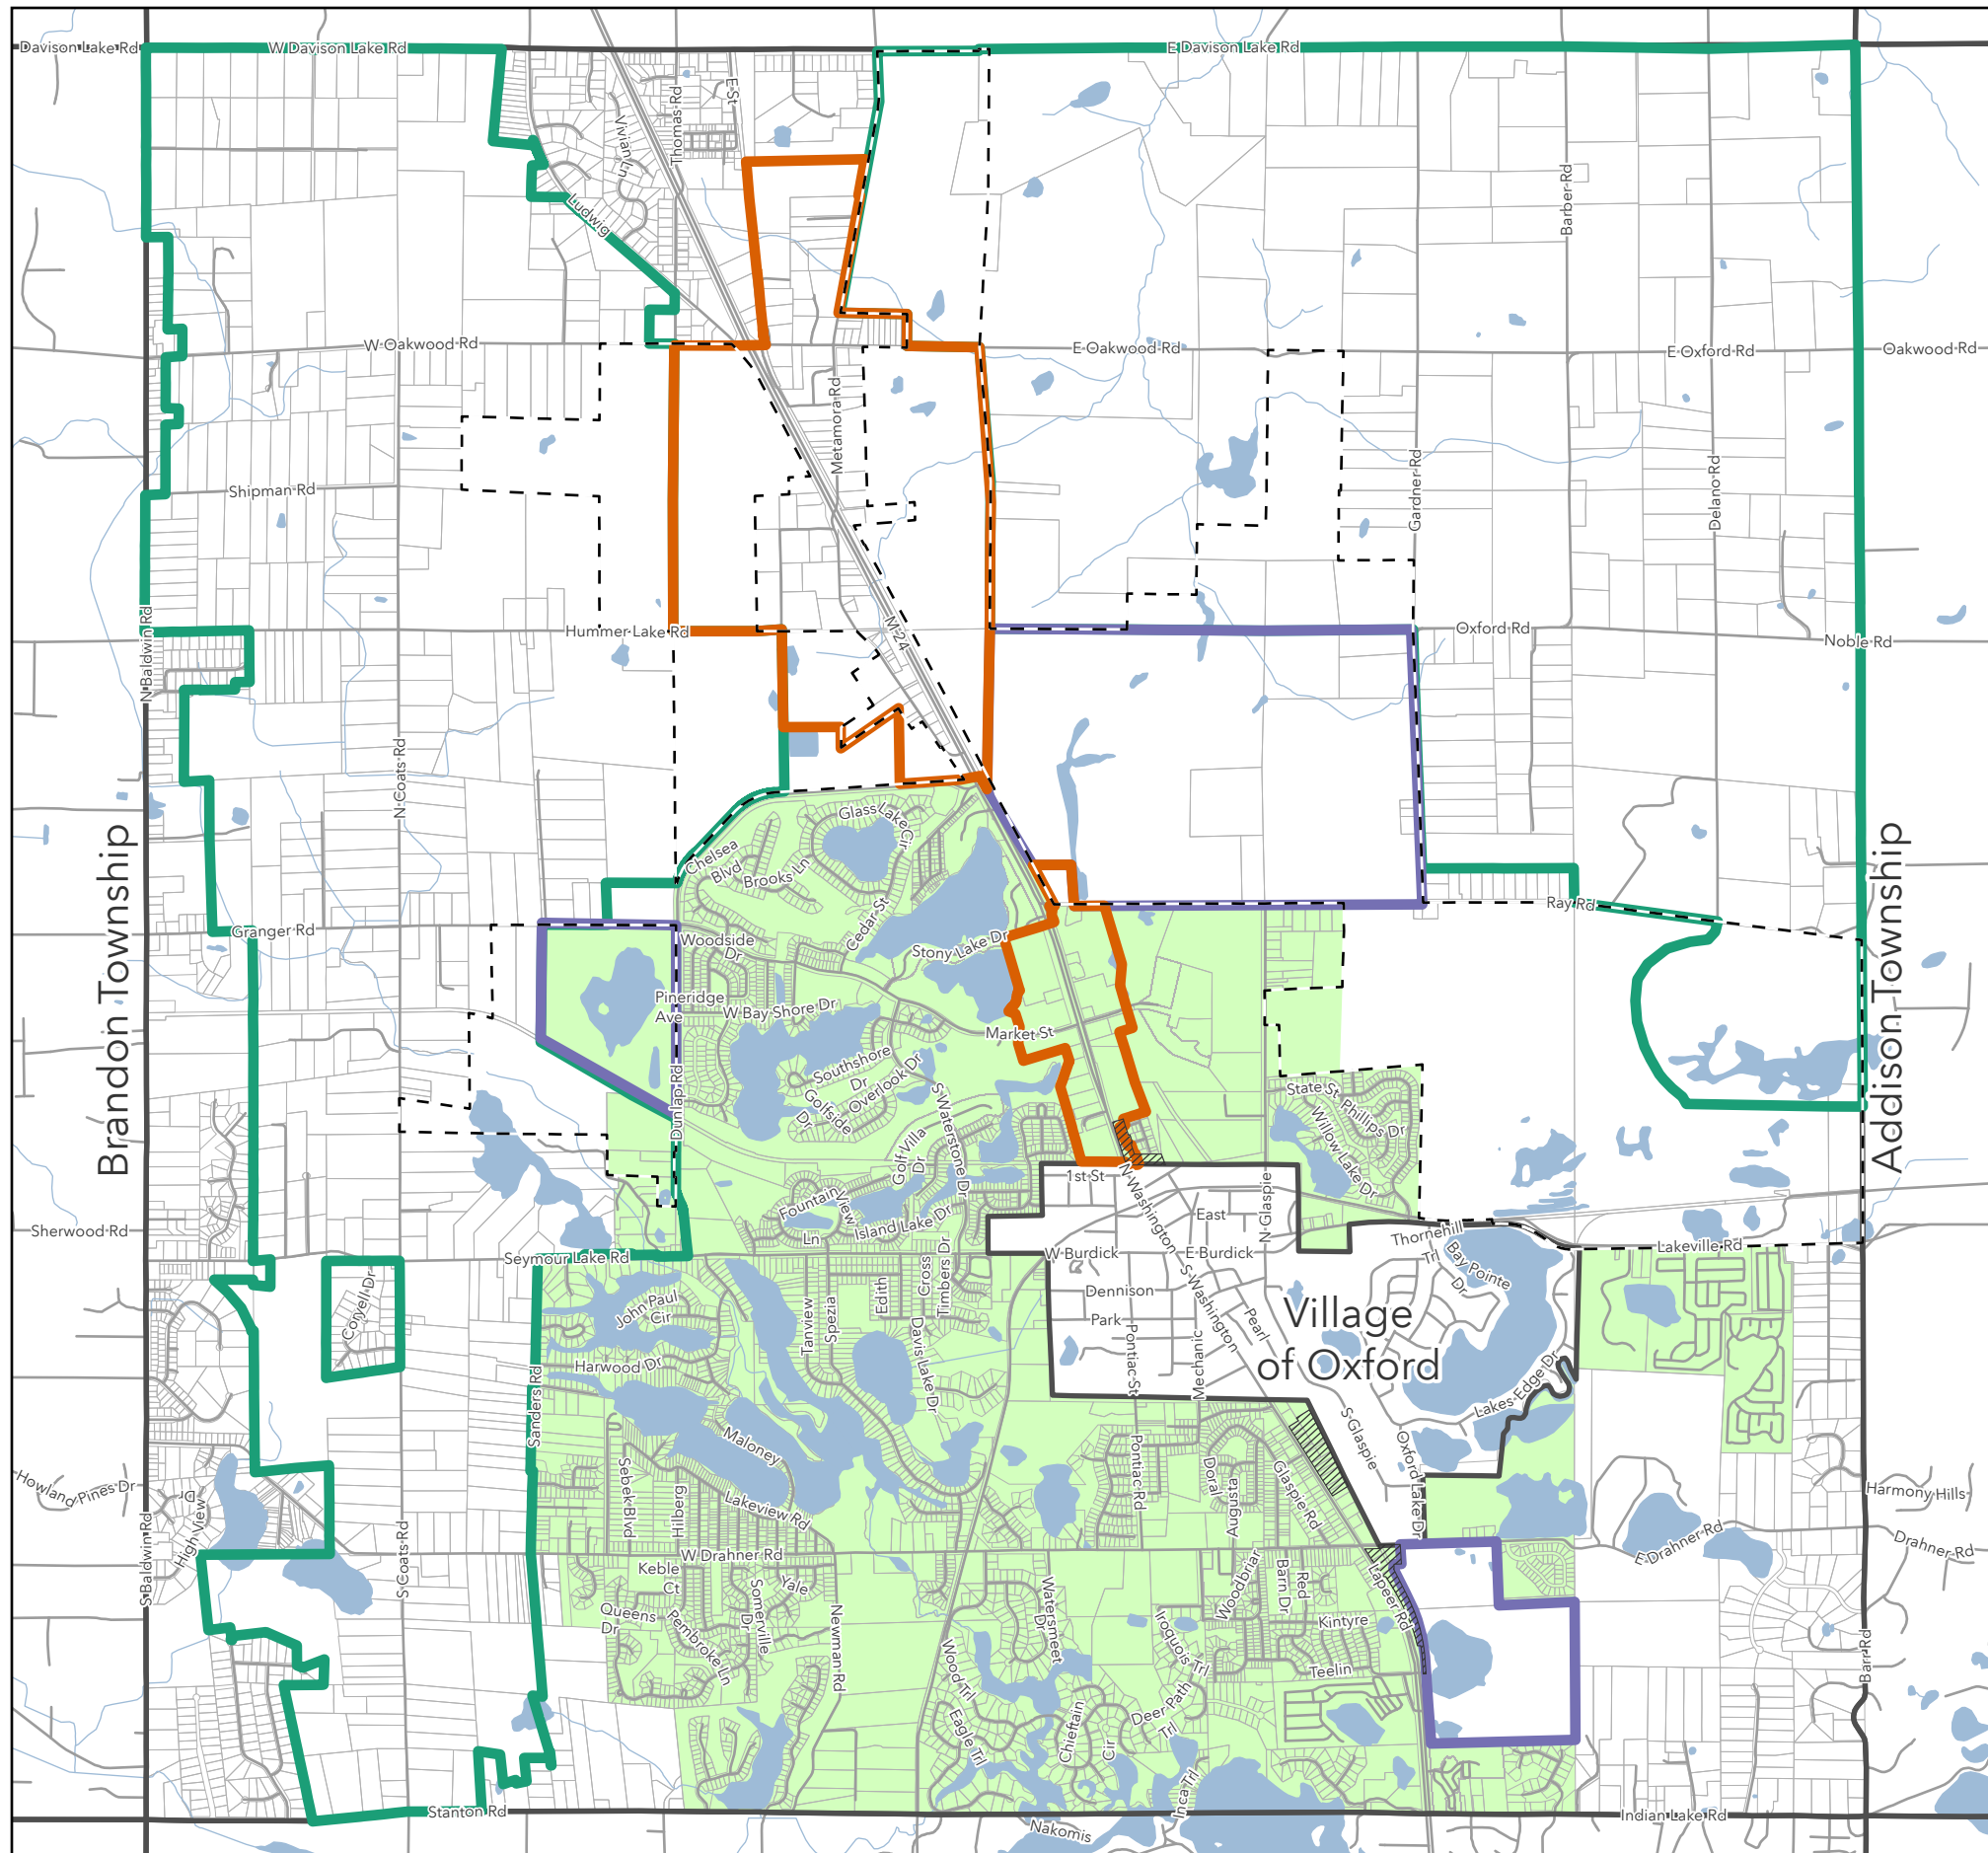 Davison Lake Rd
W Davison Lake Rd
E Davison Lake Rd
E St
Thomas Rd
Vivian Ln
Ludwig
Barber Rd
W Oakwood Rd
E Oakwood Rd
E Oxford Rd
Oakwood Rd
Metamora Rd
Shipman Rd
Gardner Rd
Delano Rd
N Baldwin Rd
Hummer Lake Rd
M 24
Oxford Rd
Noble Rd
N Coats Rd
Glass Lake Cir
Chelsea
Blvd
Brooks Ln
Brandon Township
Addison Township
Cedar St
Ray Rd
Granger Rd
Woodside
Dr
Stony Lake Dr
Pineridge
Ave
W Bay Shore Dr
Market St
Southshore
Dr
Overlook Dr
Golfside
Dr
Dunlap Rd
S Waterstone Dr
State St
Phillips Dr
Willow Lake Dr
Golf Villa
Dr
1st St
N Washington
N Glaspie
Fountain
View
Ln
Island Lake Dr
East
Sherwood Rd
Seymour Lake Rd
W Burdick
E Burdick
Thornehill
Trl
Bay Pointe
Dr
Lakeville Rd
Coryell Dr
John Paul
Cir
Tanview
Spezia
Edith
Cross
Timbers Dr
Dennison
S Washington
Park
Pearl
Village
of Oxford
Harwood Dr
Davis Lake Dr
Pontiac St
Mechanic
Sanders Rd
Lakes Edge Dr
Maloney
S Glaspie
Oxford Lake Dr
Howland Pines Dr
Dr
High View
Sebek Blvd
Hilberg
Lakeview Rd
Pontiac Rd
Doral
Augusta
Glaspie Rd
Harmony Hills
S Baldwin Rd
S Coats Rd
W Drahner Rd
E Drahner Rd
Drahner Rd
Keble
Ct
Yale
Somerville
Dr
Queens
Dr
Pembroke Ln
Newman Rd
Watersmeet
Dr
Woodbriar
Barn Dr
Red
Lapeer Rd
Kintyre
Iroquois
Trl
Teelin
Wood Trl
Eagle Trl
Chieftain
Cir
Deer Path
Trl
Barr Rd
Inca Trl
Stanton Rd
Indian Lake Rd
Nakomis